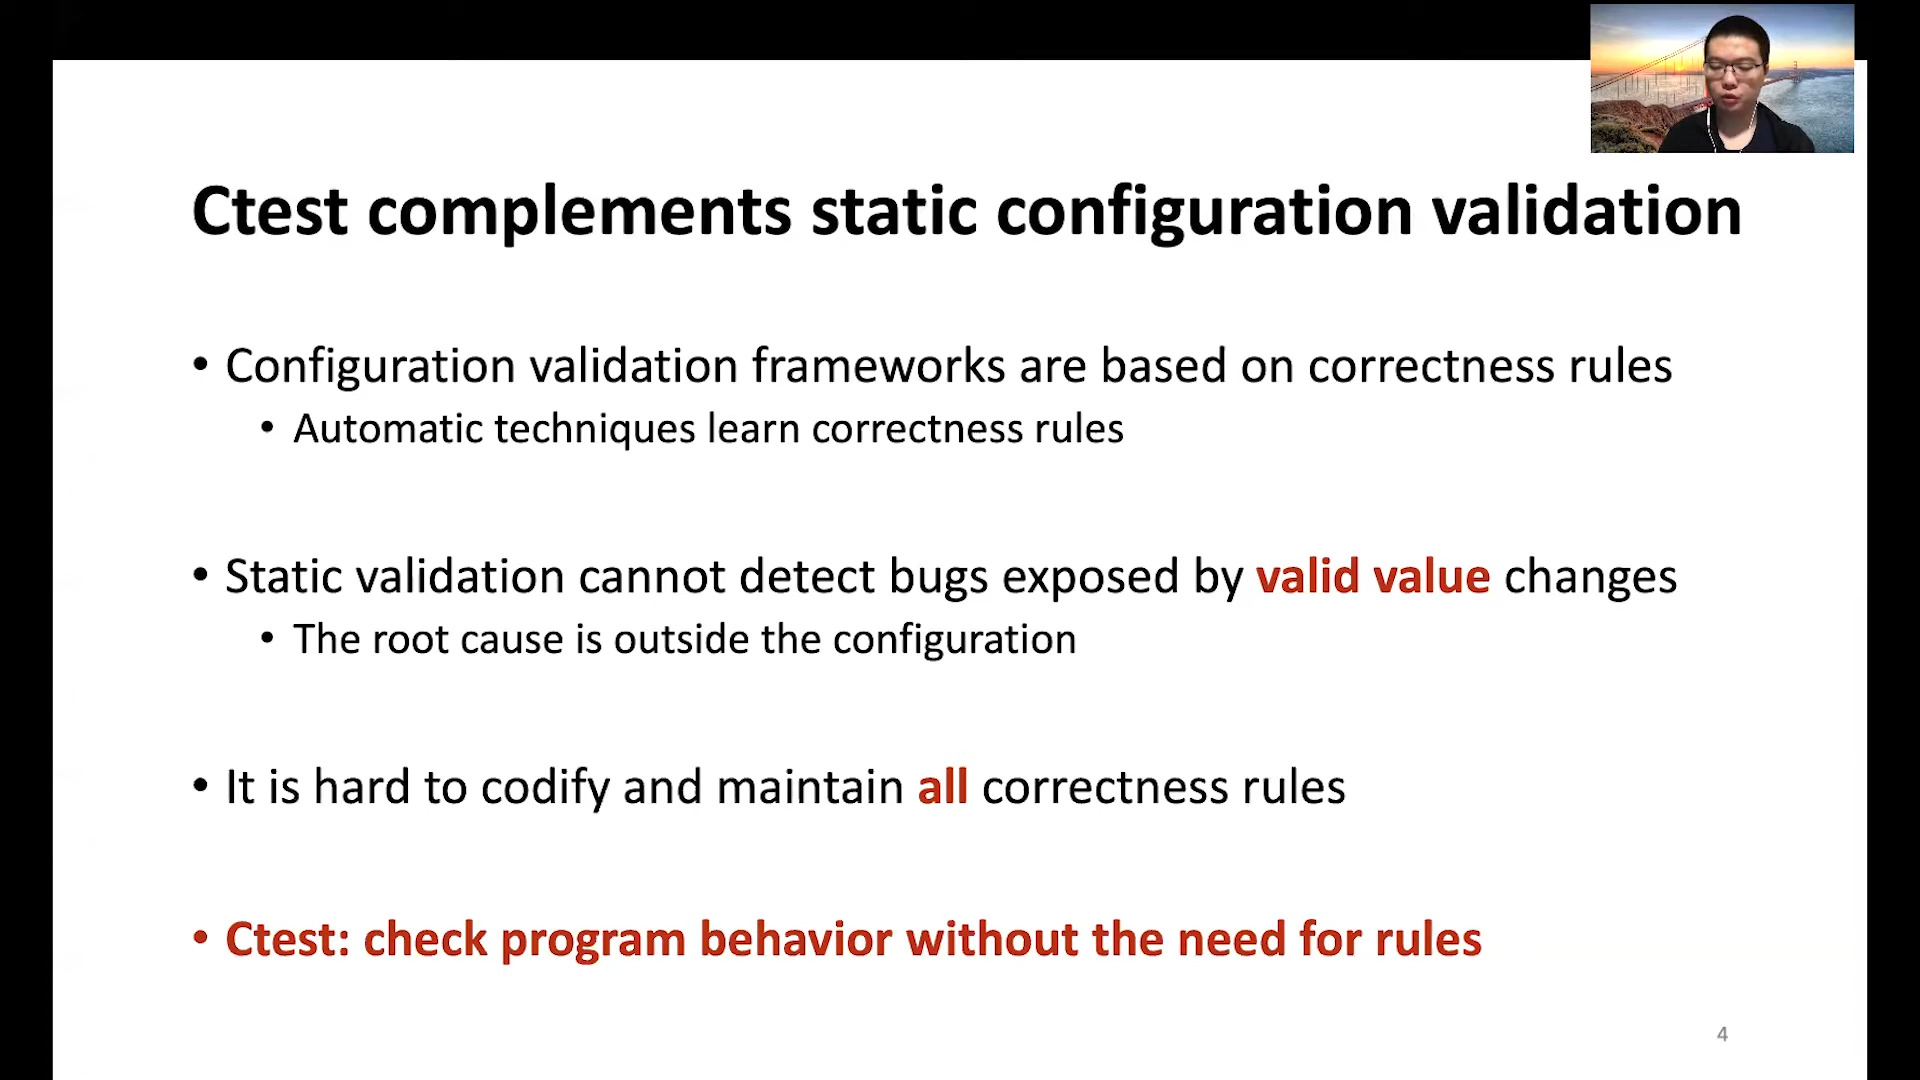 Ctest complements static configuration validation
• Configuration validation frameworks are based on correctness rules
• Automatic techniques learn correctness rules
• Static validation cannot detect bugs exposed by valid value changes
• The root cause is outside the configuration
• It is hard to codify and maintain all correctness rules
• Ctest: check program behavior without the need for rules
4